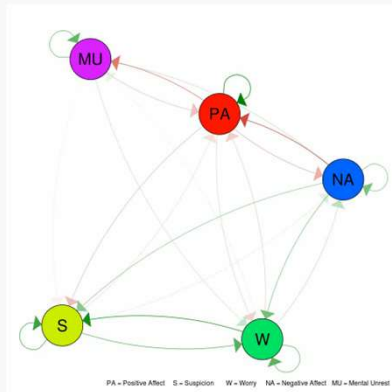 MU
PA
NA
S
W
PA = Positive Affect S = Suspicion W = Worry NA = Negative Affect MU = Mental Unrest